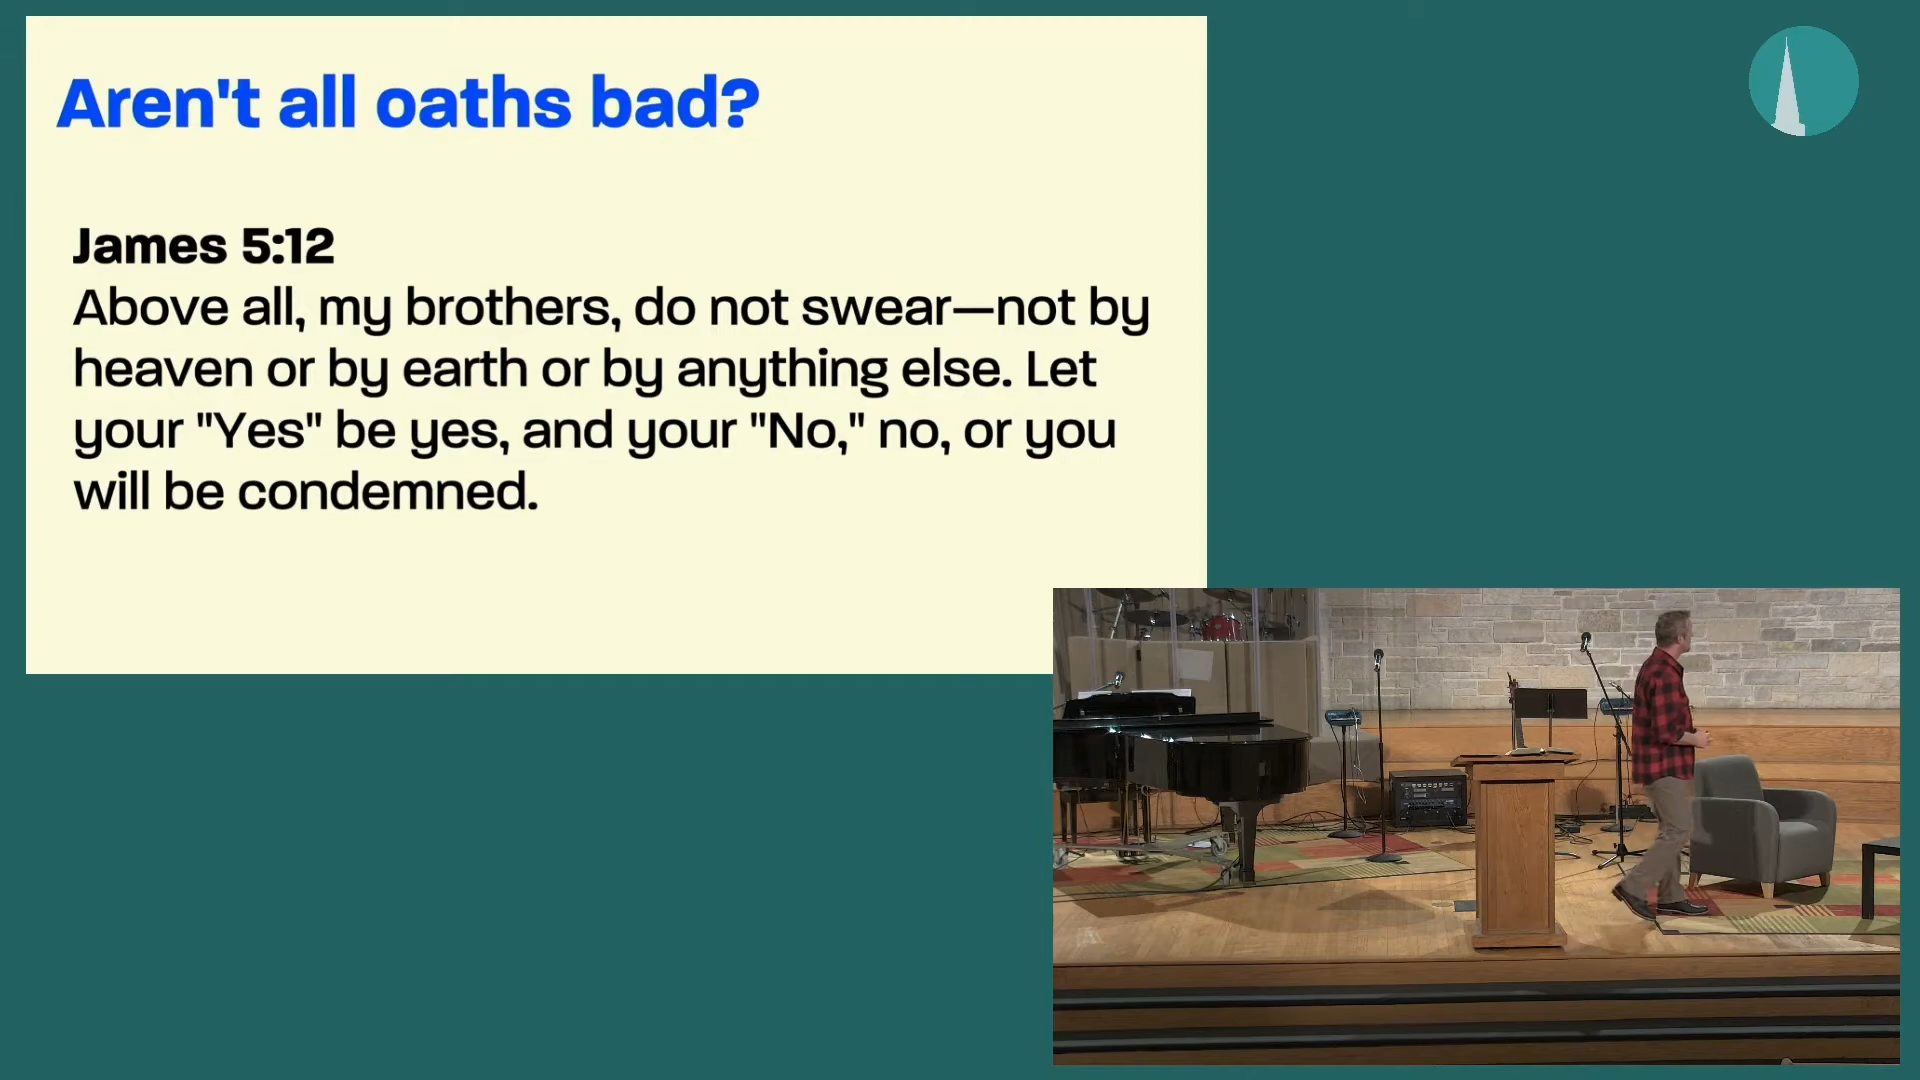 Aren't all oaths bad?
James 5:12
Above all, my brothers, do not swear—not by
heaven or by earth or by anything else. Let
your "Yes" be yes, and your "No," no, or you
will be condemned.